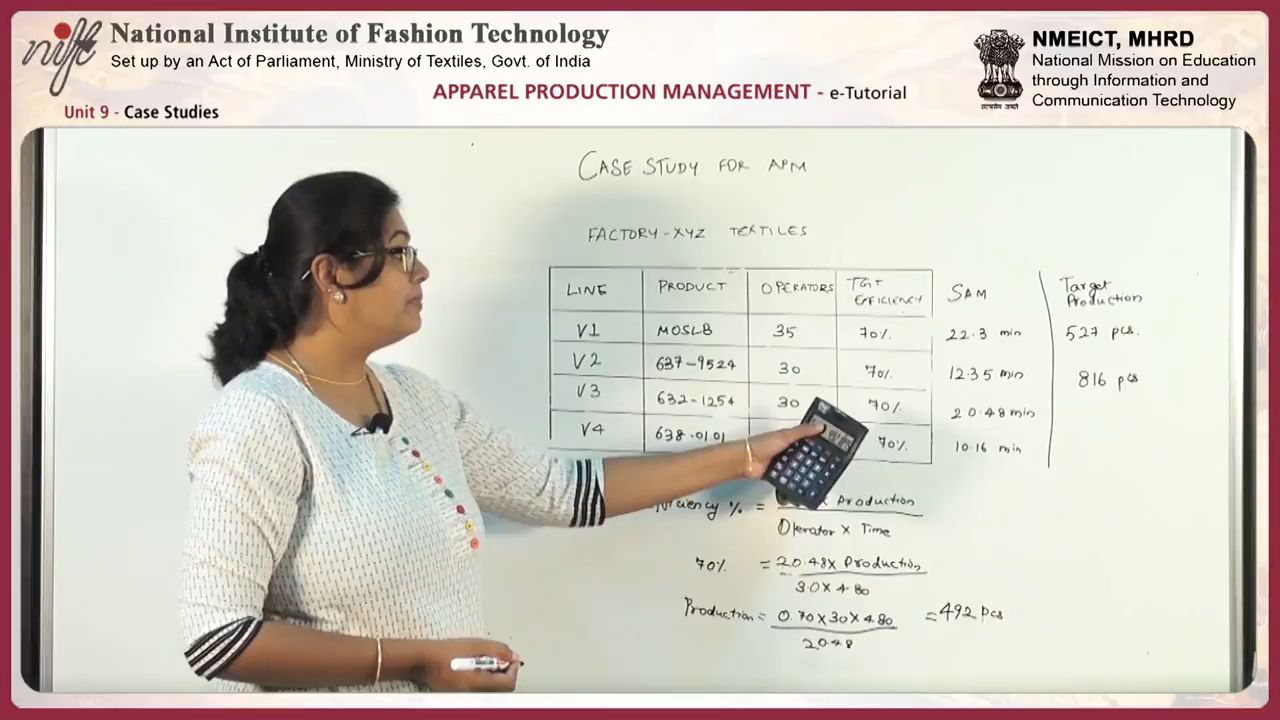 National Institute of Fashion Technology
Set up by an Act of Parliament, Ministry of Textiles, Govt. of India
NMEICT, MHRD
National Mission on Education
through Information and
Communication Technology
APPAREL PRODUCTION MANAGEMENT - e-Tutorial
Unit 9 - Case Studies
CASE STUDY FOR APM
FACTORY-XYZ TEXTILES
LINE PRODUCT OPERATORS TGT EFFICIENCY SAM Target Production
V1 MOSLB 35 70% 22.3 min 527 pcs.
V2 637-9524 30 70% 12.35 min 816 pcs
V3 632-1254 30 70% 20.48 min
V4 638-0101 70% 10.16 min
% = x Production
Operator x Time
70% = 20.48 x Production
30 x 480
Production = 0.70 x 30 x 480 = 492 pcs
20.48